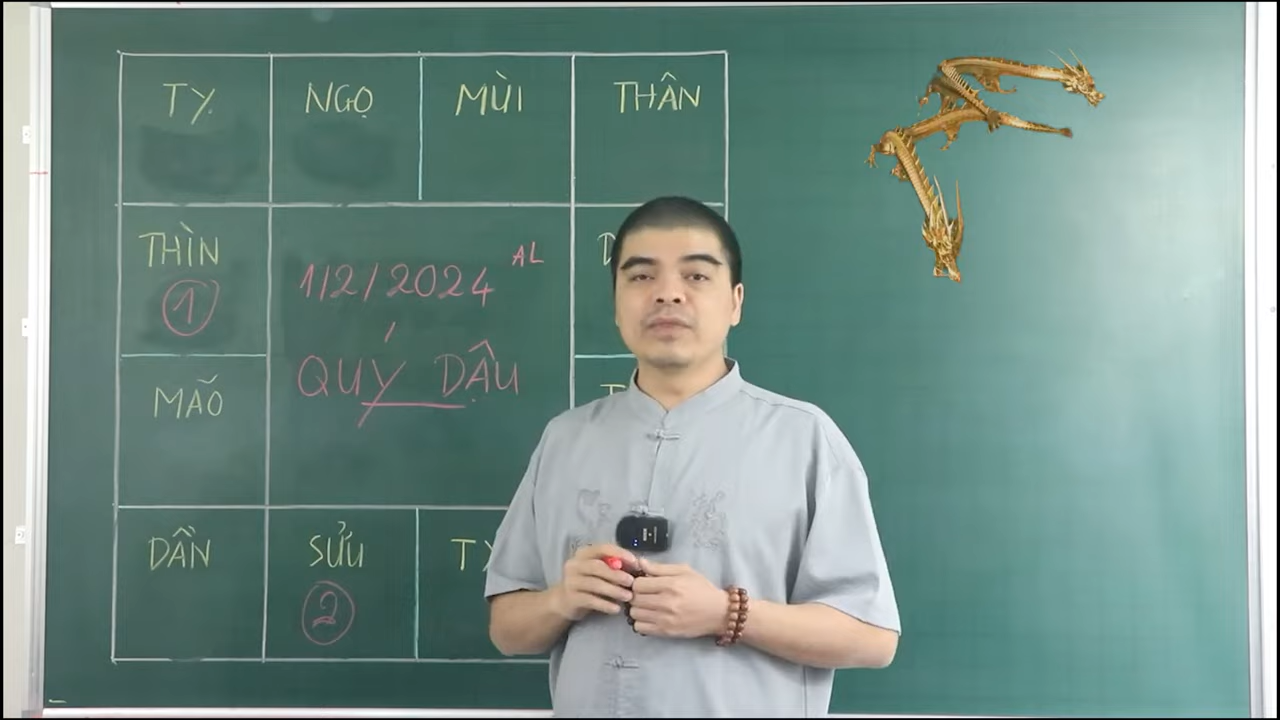 TỴ NGỌ MÙI THÂN
THÌN
1
1/2/2024 AL
QUÝ DẬU
MÃO
DẦN SỬU
2